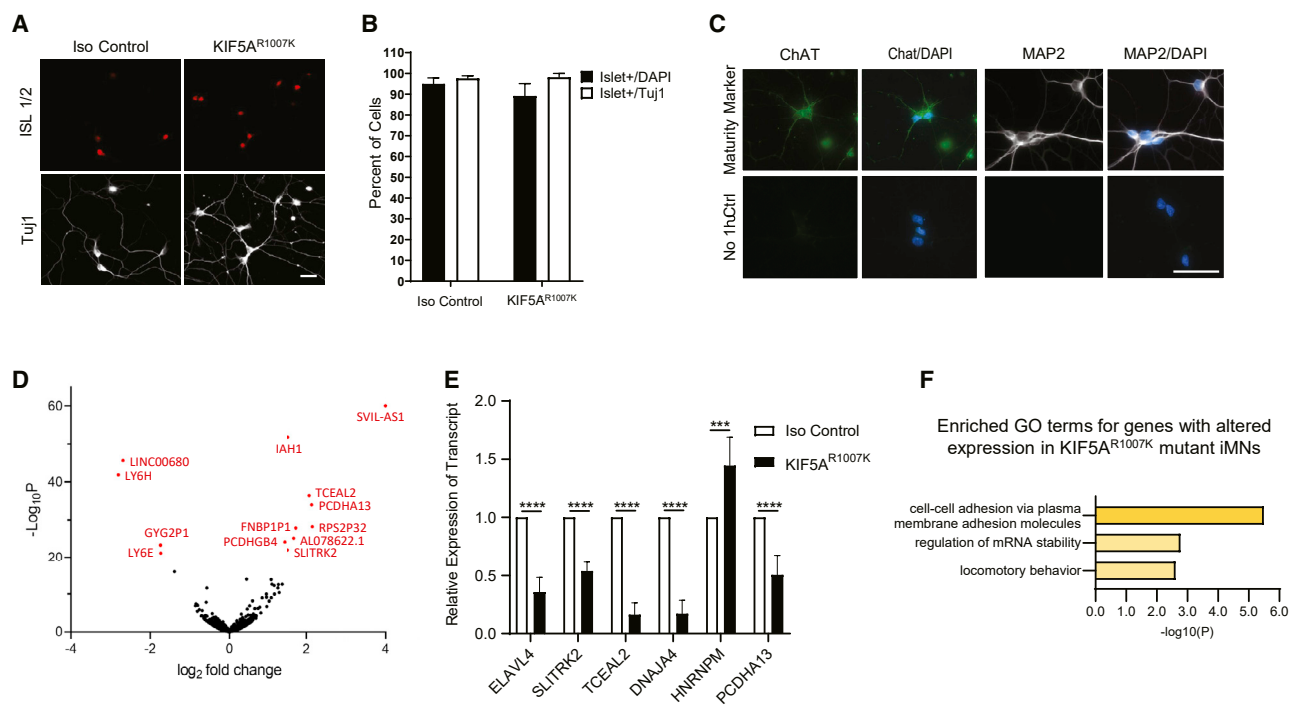 A
Iso Control
KIF5A^R1007K
ISL 1/2
Tuj1
B
Percent of Cells
110
100
90
80
70
60
50
40
30
20
10
0
Islet+/DAPI
Islet+/Tuj1
Iso Control
KIF5A^R1007K
C
ChAT
Chat/DAPI
MAP2
MAP2/DAPI
Maturity Marker
No 1hCtrl
D
-Log10P
60
40
20
0
SVIL-AS1
IAH1
LINC00680
LY6H
TCEAL2
PCDHA13
FNBP1P1
RPS2P32
GYG2P1
PCDHGB4
AL078622.1
LY6E
SLITRK2
-4
-2
0
2
4
log2 fold change
E
Relative Expression of Transcript
2.0
1.5
1.0
0.5
0.0
Iso Control
KIF5A^R1007K
****
****
****
****
***
****
ELAVL4
SLITRK2
TCEAL2
DNAJA4
HNRNPM
PCDHA13
F
Enriched GO terms for genes with altered
expression in KIF5A^R1007K mutant iMNs
cell-cell adhesion via plasma
membrane adhesion molecules
regulation of mRNA stability
locomotory behavior
0.0
1.0
2.0
3.0
4.0
5.0
6.0
-log10(P)